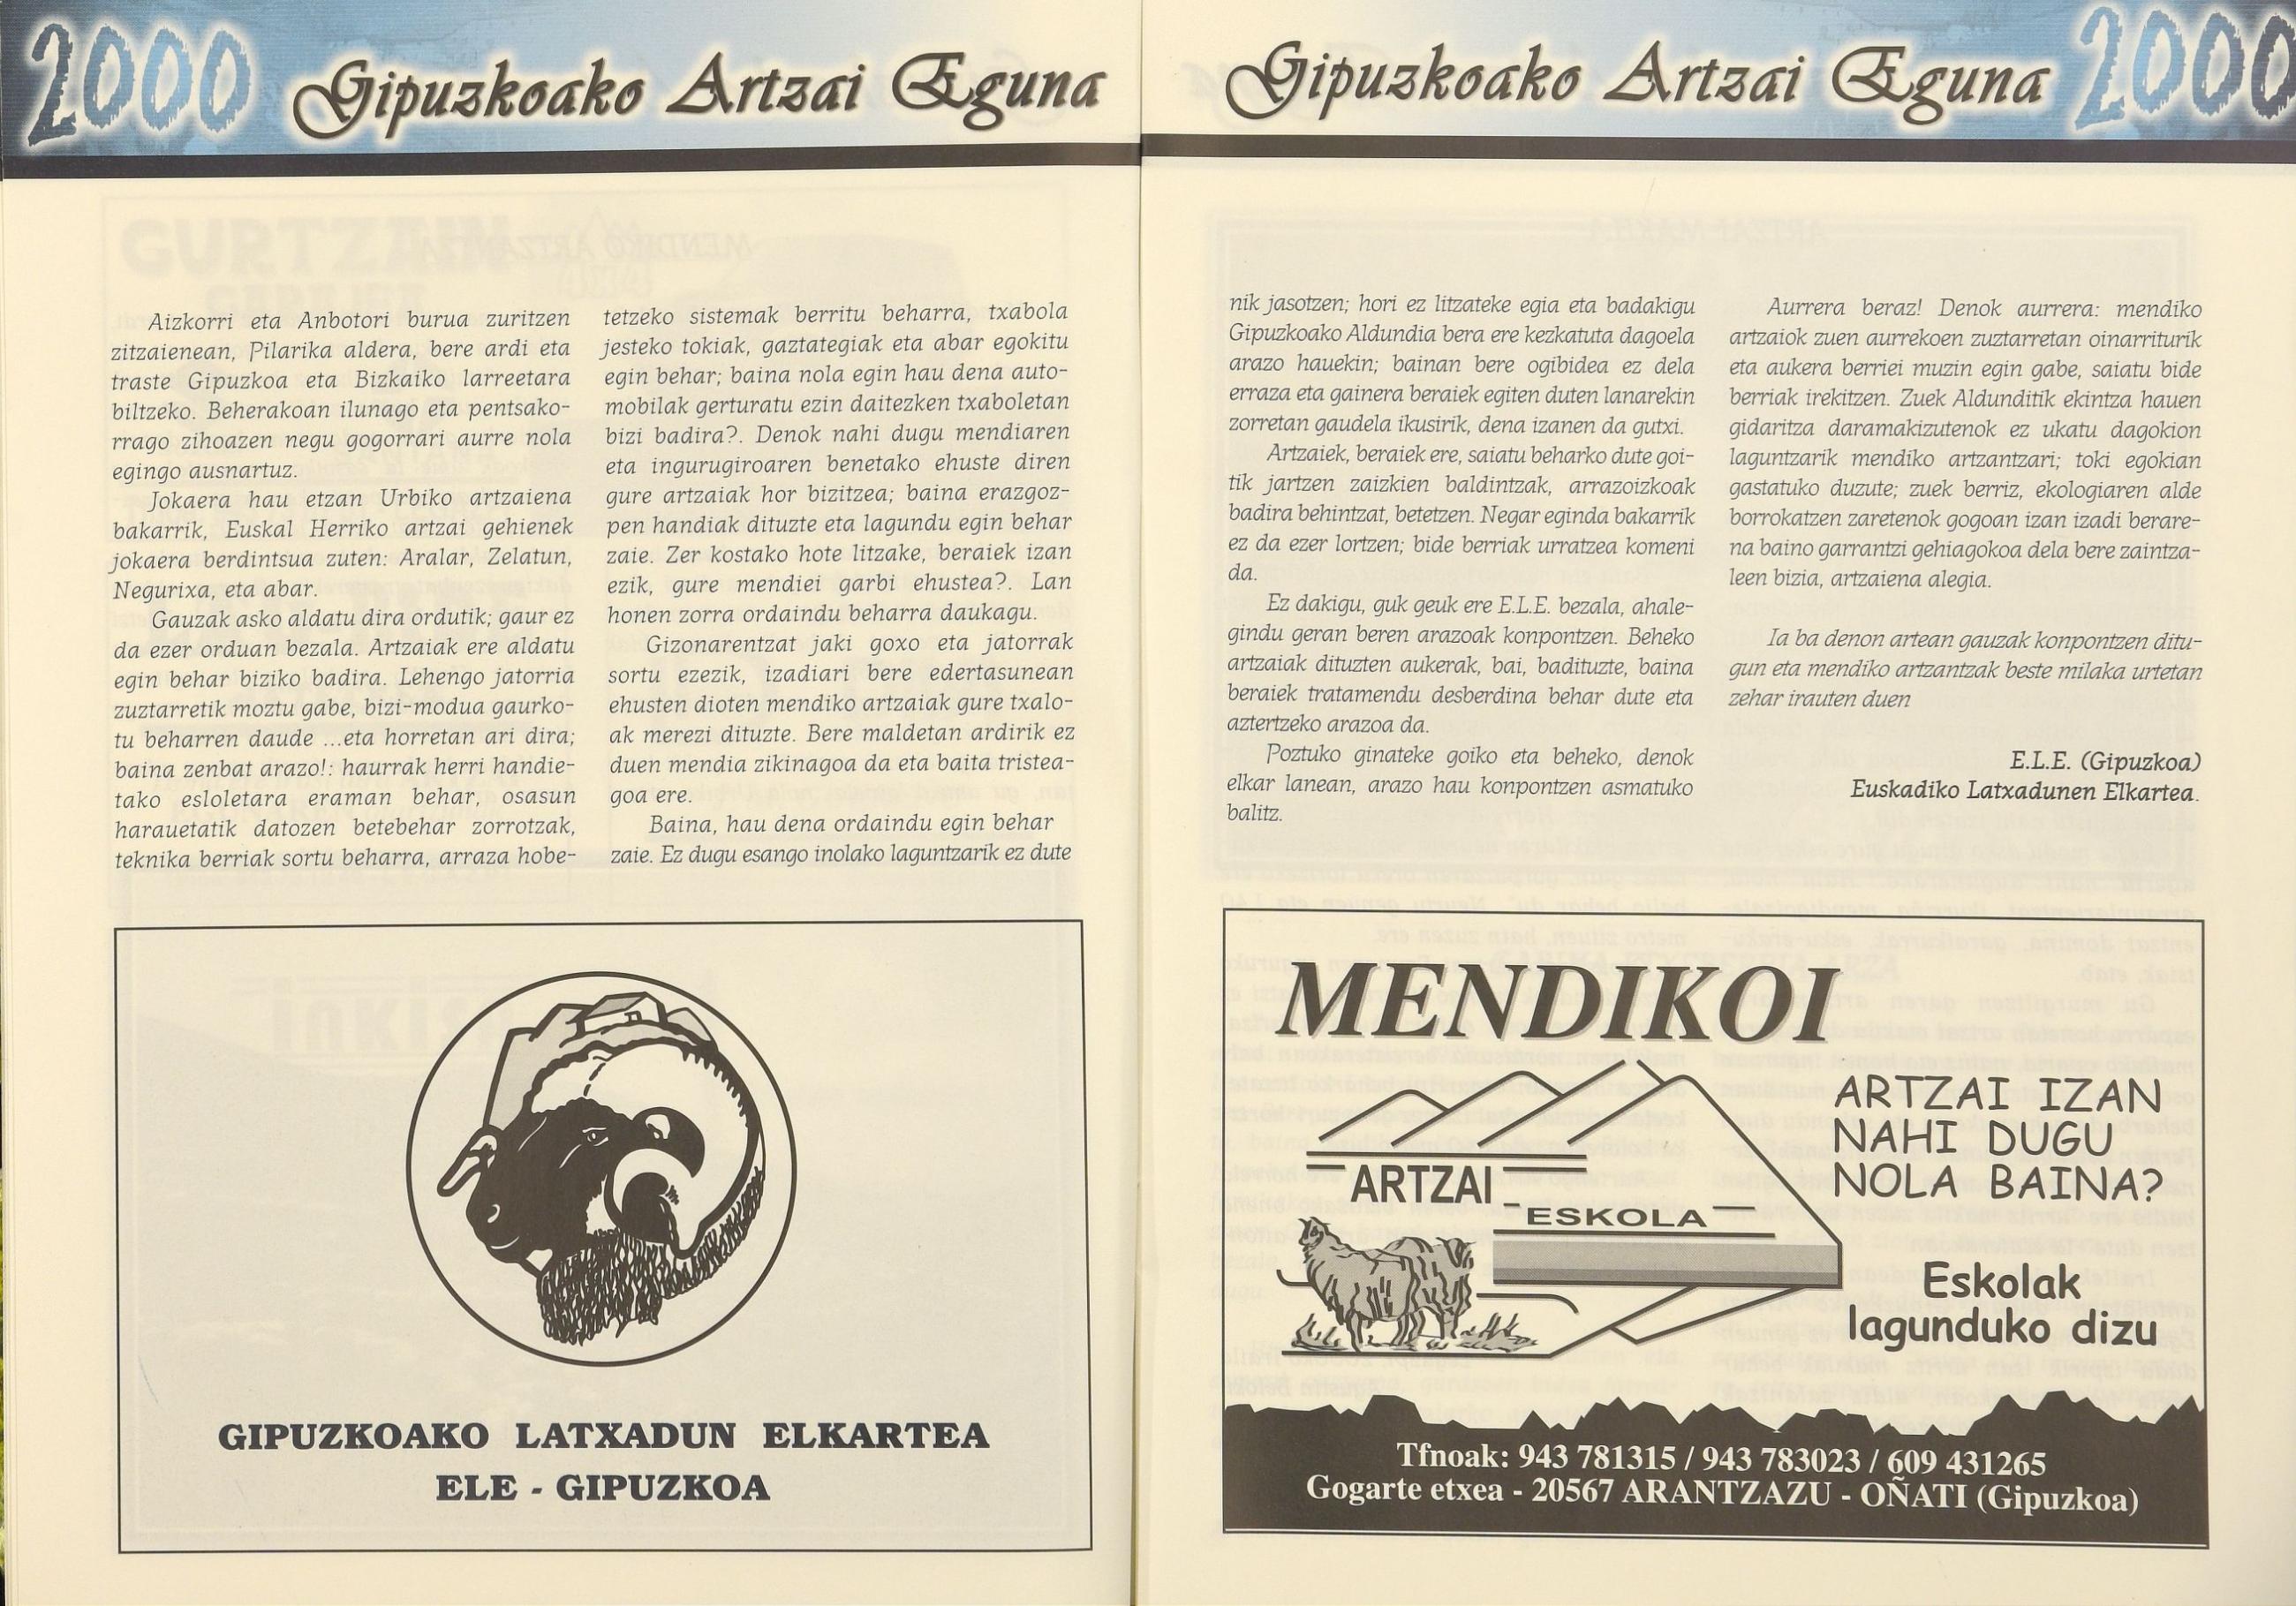 2000 Gipuzkoako Artzai Eguna
Aizkorri eta Anbotori burua zuritzen
zitzaienean, Pilarika aldera, bere ardi eta
traste Gipuzkoa eta Bizkaiko larreetara
biltzeko. Beherakoan ilunago eta pentsako-
rrago zihoazen negu gogorrari aurre nola
egingo ausnartuz.
Jokaera hau etzan Urbiko artzaiena
bakarrik, Euskal Herriko artzai gehienek
jokaera berdintsua zuten: Aralar, Zelatun,
Negurixa, eta abar.
Gauzak asko aldatu dira ordutik; gaur ez
da ezer orduan bezala. Artzaiak ere aldatu
egin behar biziko badira. Lehengo jatorria
zuztarretik moztu gabe, bizi-modua gaurko-
tu beharren daude ...eta horretan ari dira;
baina zenbat arazo!: haurrak herri handie-
tako esloletara eraman behar, osasun
harauetatik datozen betebehar zorrotzak,
teknika berriak sortu beharra, arraza hobe-
tetzeko sistemak berritu beharra, txabola
jesteko tokiak, gaztategiak eta abar egokitu
egin behar; baina nola egin hau dena auto-
mobilak gerturatu ezin daitezken txaboletan
bizi badira?. Denok nahi dugu mendiaren
eta ingurugiroaren benetako ehuste diren
gure artzaiak hor bizitzea; baina erazgoz-
pen handiak dituzte eta lagundu egin behar
zaie. Zer kostako hote litzake, beraiek izan
ezik, gure mendiei garbi ehustea?. Lan
honen zorra ordaindu beharra daukagu.
Gizonarentzat jaki goxo eta jatorrak
sortu ezezik, izadiari bere edertasunean
ehusten dioten mendiko artzaiak gure txalo-
ak merezi dituzte. Bere maldetan ardirik ez
duen mendia zikinagoa da eta baita tristea-
goa ere.
Baina, hau dena ordaindu egin behar
zaie. Ez dugu esango inolako laguntzarik ez dute
GIPUZKOAKO LATXADUN ELKARTEA
ELE - GIPUZKOA
Gipuzkoako Artzai Eguna 2000
nik jasotzen; hori ez litzateke egia eta badakigu
Gipuzkoako Aldundia bera ere kezkatuta dagoela
arazo hauekin; bainan bere ogibidea ez dela
erraza eta gainera beraiek egiten duten lanarekin
zorretan gaudela ikusirik, dena izanen da gutxi.
Artzaiek, beraiek ere, saiatu beharko dute goi-
tik jartzen zaizkien baldintzak, arrazoizkoak
badira behintzat, betetzen. Negar eginda bakarrik
ez da ezer lortzen; bide berriak urratzea komeni
da.
Ez dakigu, guk geuk ere E.L.E. bezala, ahale-
gindu geran beren arazoak konpontzen. Beheko
artzaiak dituzten aukerak, bai, badituzte, baina
beraiek tratamendu desberdina behar dute eta
aztertzeko arazoa da.
Poztuko ginateke goiko eta beheko, denok
elkar lanean, arazo hau konpontzen asmatuko
balitz.
Aurrera beraz! Denok aurrera: mendiko
artzaiok zuen aurrekoen zuztarretan oinarriturik
eta aukera berriei muzin egin gabe, saiatu bide
berriak irekitzen. Zuek Aldunditik ekintza hauen
gidaritza daramakizutenok ez ukatu dagokion
laguntzarik mendiko artzantzari; toki egokian
gastatuko duzute; zuek berriz, ekologiaren alde
borrokatzen zaretenok gogoan izan izadi berare-
na baino garrantzi gehiagokoa dela bere zaintza-
leen bizia, artzaiena alegia.
Ia ba denon artean gauzak konpontzen ditu-
gun eta mendiko artzantzak beste milaka urtetan
zehar irauten duen
E.L.E. (Gipuzkoa)
Euskadiko Latxadunen Elkartea.
MENDIKOI
ARTZAI
ESKOLA
ARTZAI IZAN
NAHI DUGU
NOLA BAINA?
Eskolak
lagunduko dizu
Tfnoak: 943 781315 / 943 783023 / 609 431265
Gogarte etxea - 20567 ARANTZAZU - OÑATI (Gipuzkoa)